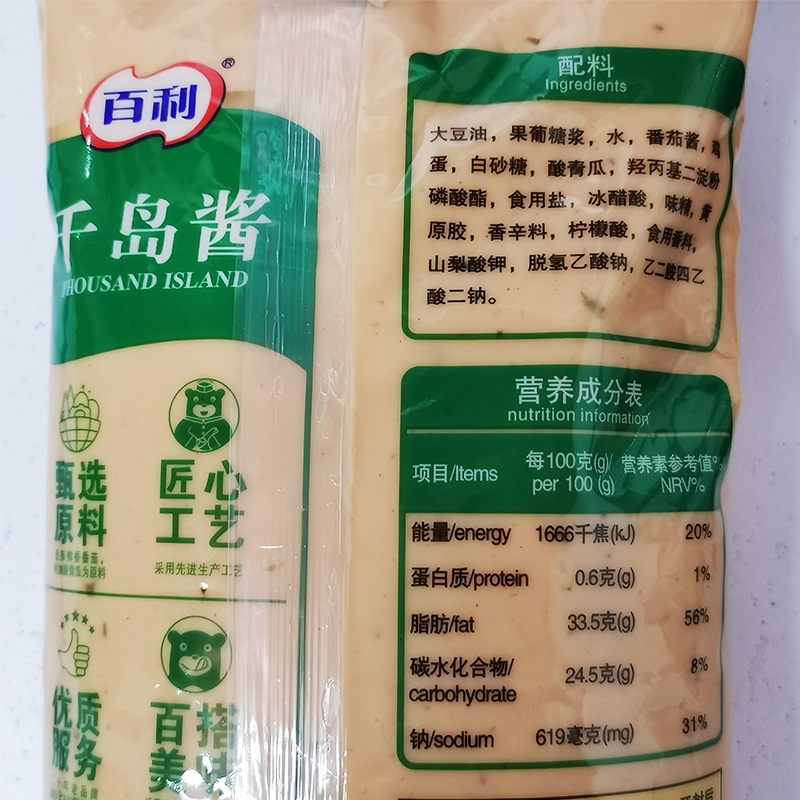 百利®
千岛酱
THOUSAND ISLAND
甄选
原料
匠心
工艺
采用先进生产工艺
优质
服务
百搭
美味
配料
Ingredients
大豆油，果葡糖浆，水，番茄酱，鸡
蛋，白砂糖，酸青瓜，羟丙基二淀粉
磷酸酯，食用盐，冰醋酸，味精，黄
原胶，香辛料，柠檬酸，食用香料，
山梨酸钾，脱氢乙酸钠，乙二胺四乙
酸二钠。
营养成分表
nutrition information
项目/Items 每100克(g)/ per 100 (g) 营养素参考值% NRV%
能量/energy 1666千焦(kJ) 20%
蛋白质/protein 0.6克(g) 1%
脂肪/fat 33.5克(g) 56%
碳水化合物/
carbohydrate 24.5克(g) 8%
钠/sodium 619毫克(mg) 31%